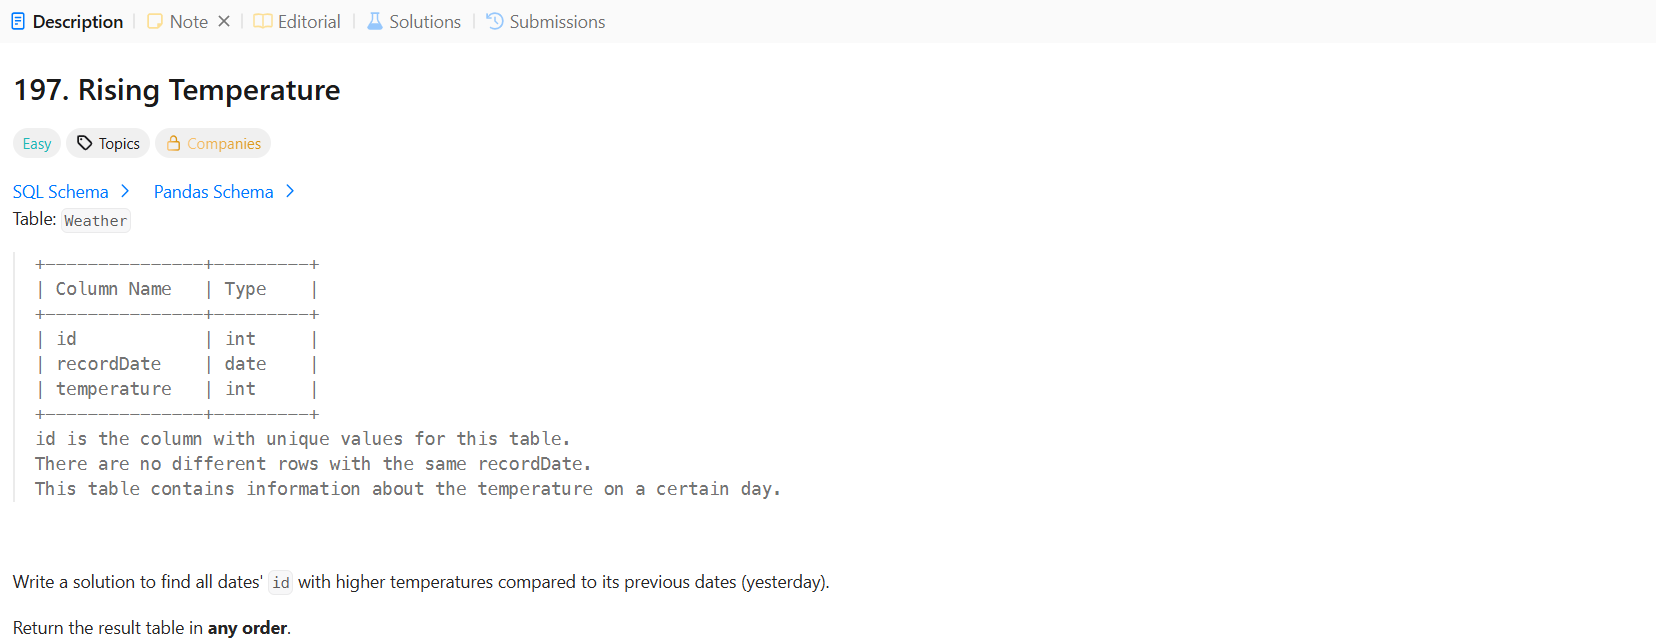 Description | Note × | Editorial | Solutions | Submissions
197. Rising Temperature
Easy Topics Companies
SQL Schema > Pandas Schema >
Table: Weather
+---------------+---------+
| Column Name   | Type    |
+---------------+---------+
| id            | int     |
| recordDate    | date    |
| temperature   | int     |
+---------------+---------+
id is the column with unique values for this table.
There are no different rows with the same recordDate.
This table contains information about the temperature on a certain day.
Write a solution to find all dates' id with higher temperatures compared to its previous dates (yesterday).
Return the result table in any order.